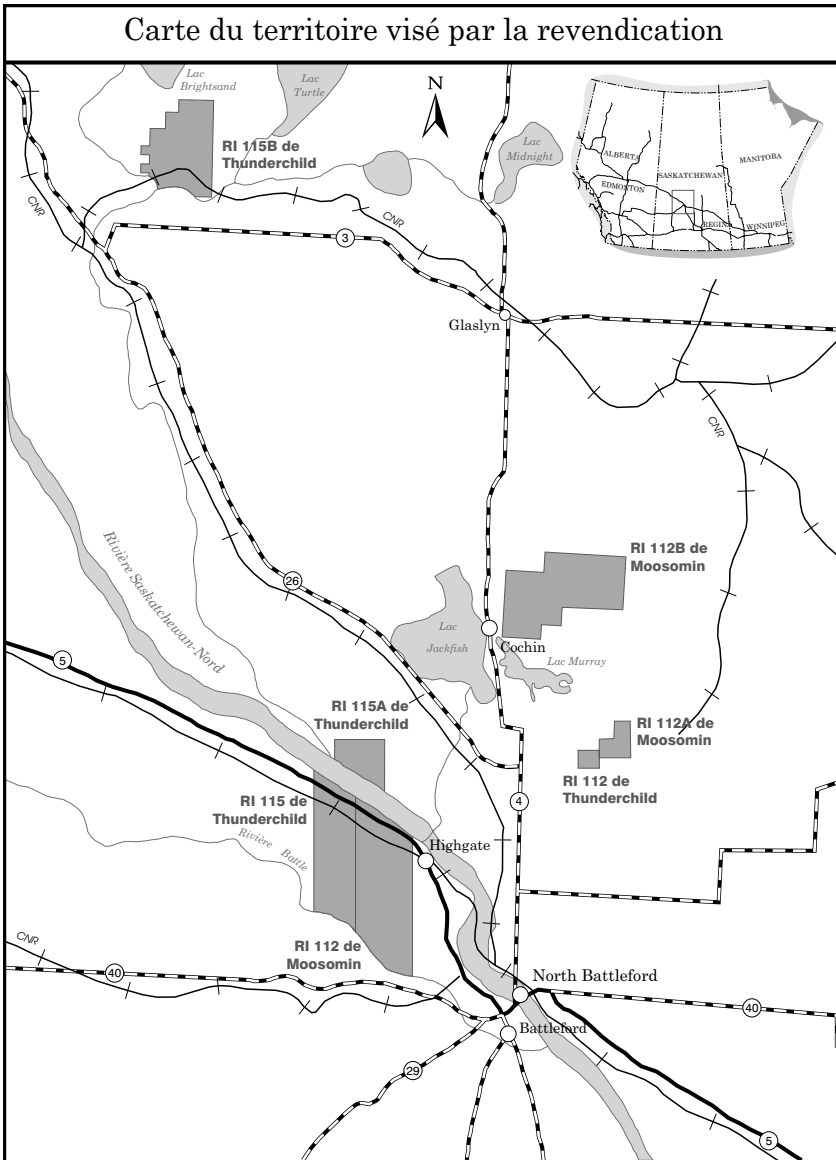 Carte du territoire visé par la revendication
Lac
Brightsand
Lac
Turtle
N
RI 115B de
Thunderchild
Lac
Midnight
ALBERTA
MANITOBA
SASKATCHEWAN
EDMONTON
REGINA
WINNIPEG
CNR
CNR
3
Glaslyn
CNR
Rivière Saskatchewan-Nord
RI 112B de
Moosomin
26
Lac
Jackfish
Cochin
Lac Murray
5
RI 115A de
Thunderchild
RI 112A de
Moosomin
RI 112 de
Thunderchild
4
RI 115 de
Thunderchild
Rivière Battle
Highgate
CNR
RI 112 de
Moosomin
40
North Battleford
40
Battleford
29
5